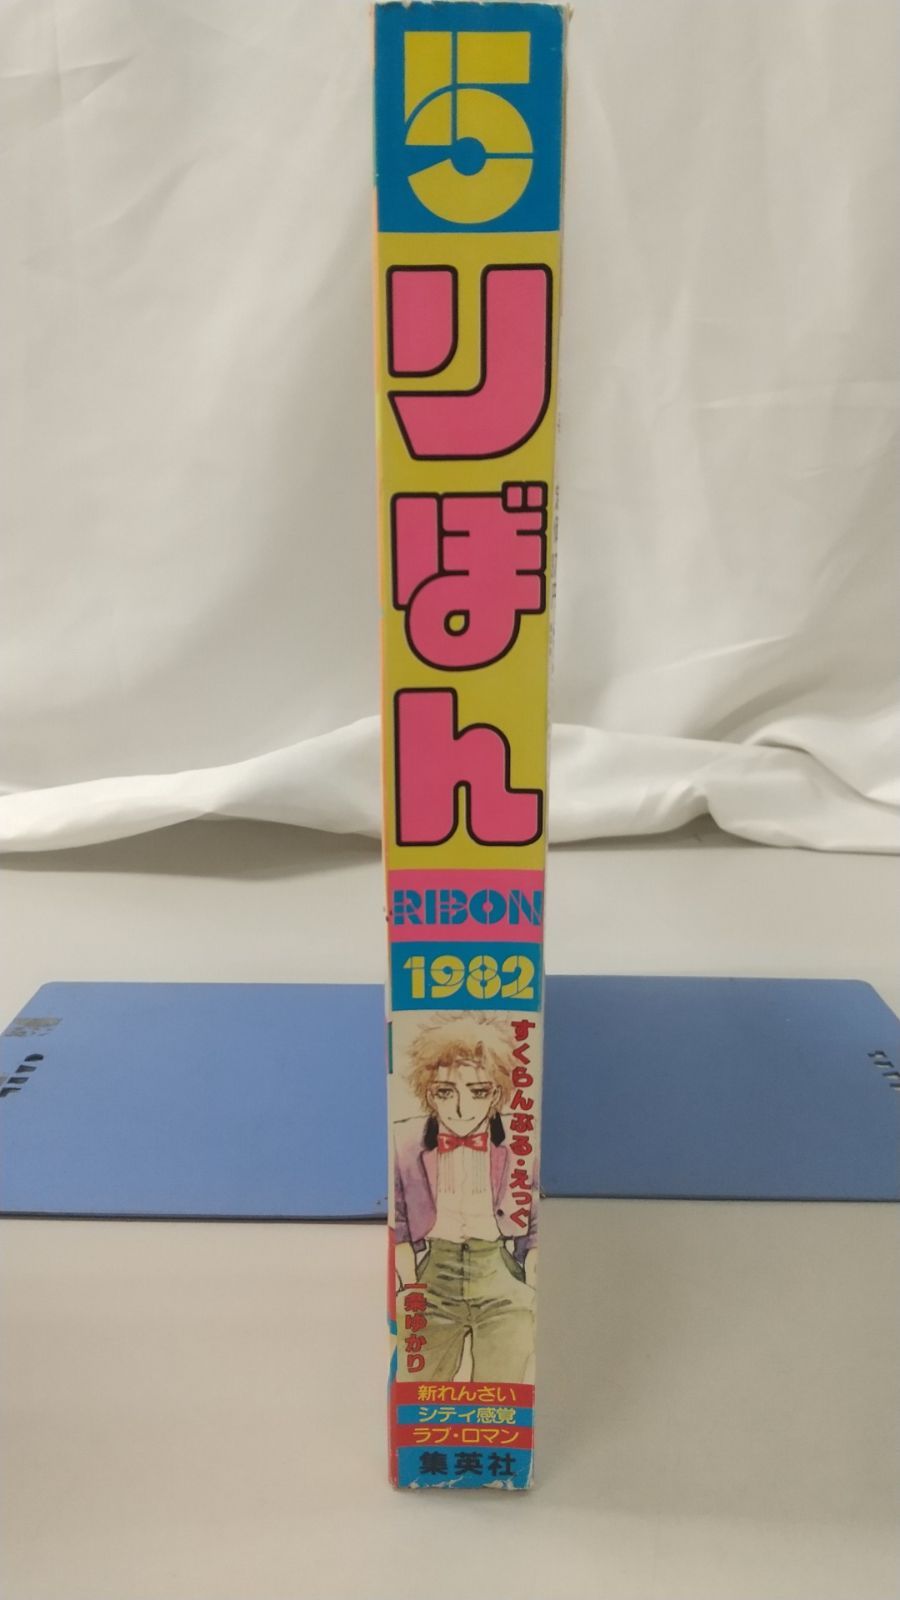 5
りぼん
RIBON
1982
すくらんぶる・えっぐ
一条ゆかり
新れんさい
シティ感覚
ラブ・ロマン
集英社